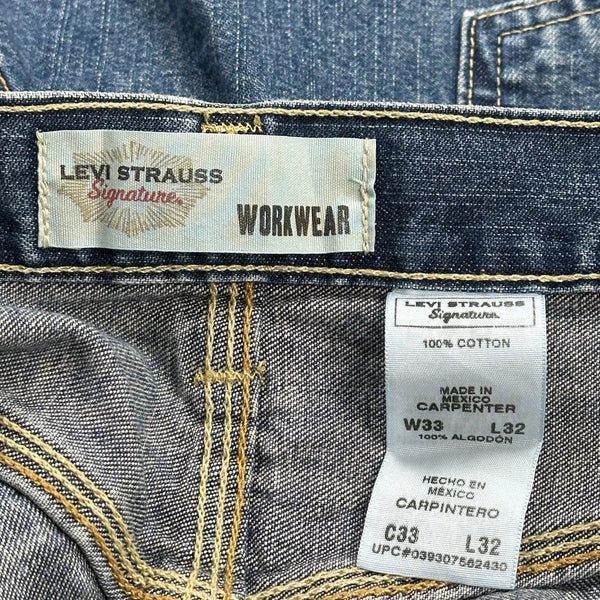 LEVI STRAUSS
Signature®
WORKWEAR
LEVI STRAUSS
Signature®
100% COTTON
MADE IN
MEXICO
CARPENTER
W33 L32
100% ALGODÓN
HECHO EN
MÉXICO
CARPINTERO
C33 L32
UPC#039307562430